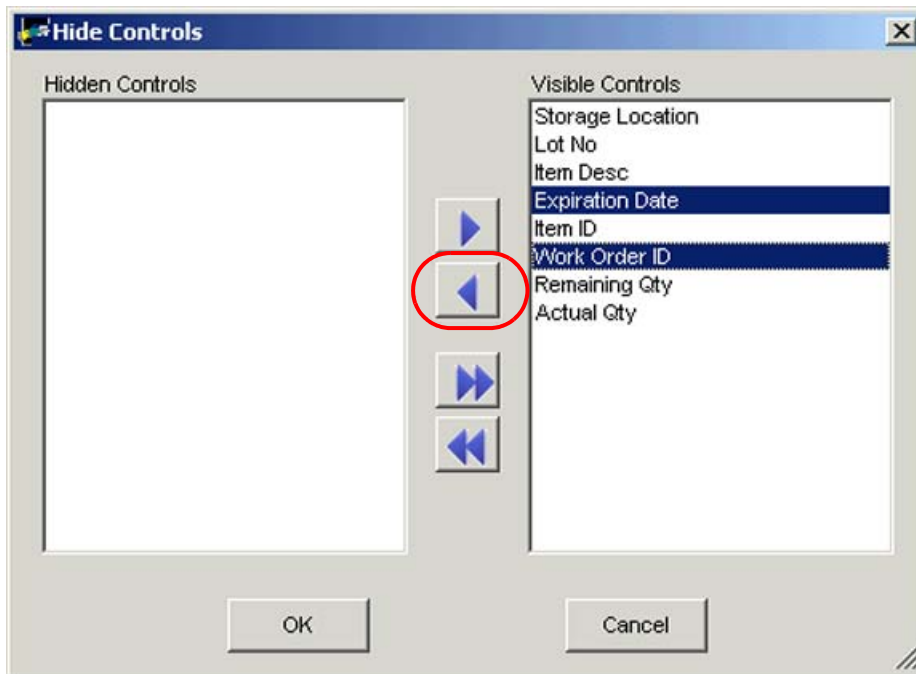 Hide Controls
Hidden Controls
Visible Controls
Storage Location
Lot No
Item Desc
Expiration Date
Item ID
Work Order ID
Remaining Qty
Actual Qty
OK
Cancel